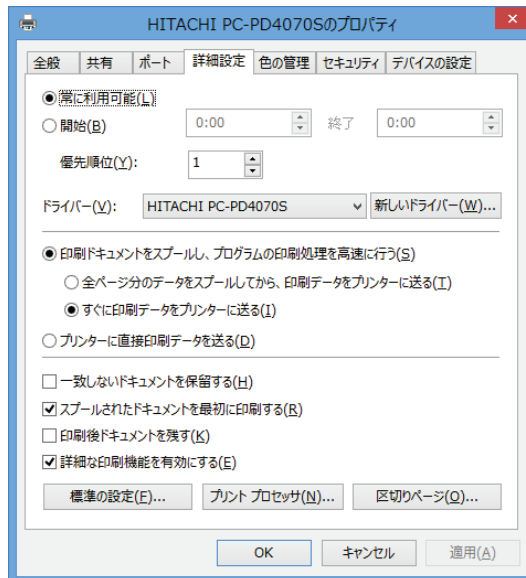 HITACHI PC-PD4070Sのプロパティ
全般 共有 ポート 詳細設定 色の管理 セキュリティ デバイスの設定
常に利用可能(L)
開始(B) 0:00 終了 0:00
優先順位(Y): 1
ドライバー(V): HITACHI PC-PD4070S 新しいドライバー(W)...
印刷ドキュメントをスプールし、プログラムの印刷処理を高速に行う(S)
全ページ分のデータをスプールしてから、印刷データをプリンターに送る(T)
すぐに印刷データをプリンターに送る(I)
プリンターに直接印刷データを送る(D)
一致しないドキュメントを保留する(H)
スプールされたドキュメントを最初に印刷する(R)
印刷後ドキュメントを残す(K)
詳細な印刷機能を有効にする(E)
標準の設定(F)... プリント プロセッサ(N)... 区切りページ(O)...
OK キャンセル 適用(A)